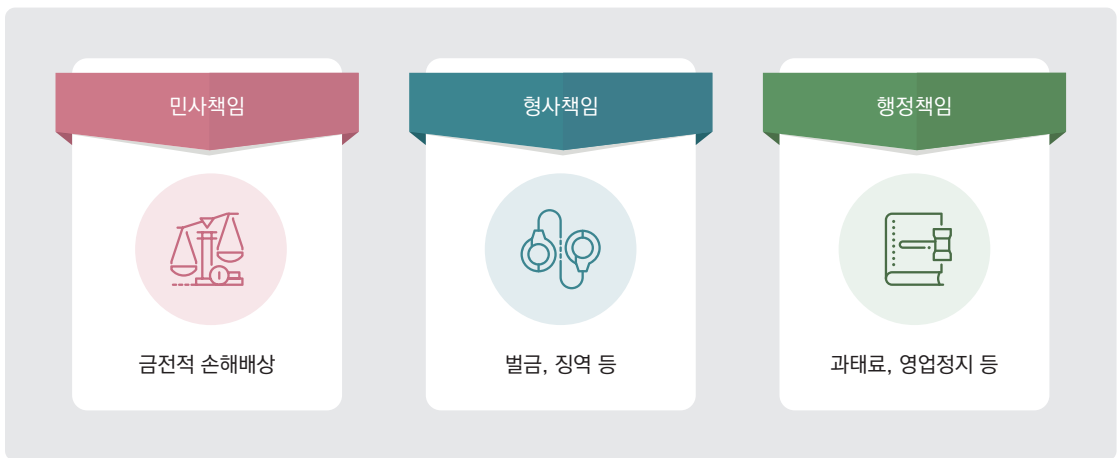 민사책임
형사책임
행정책임
금전적 손해배상
벌금, 징역 등
과태료, 영업정지 등